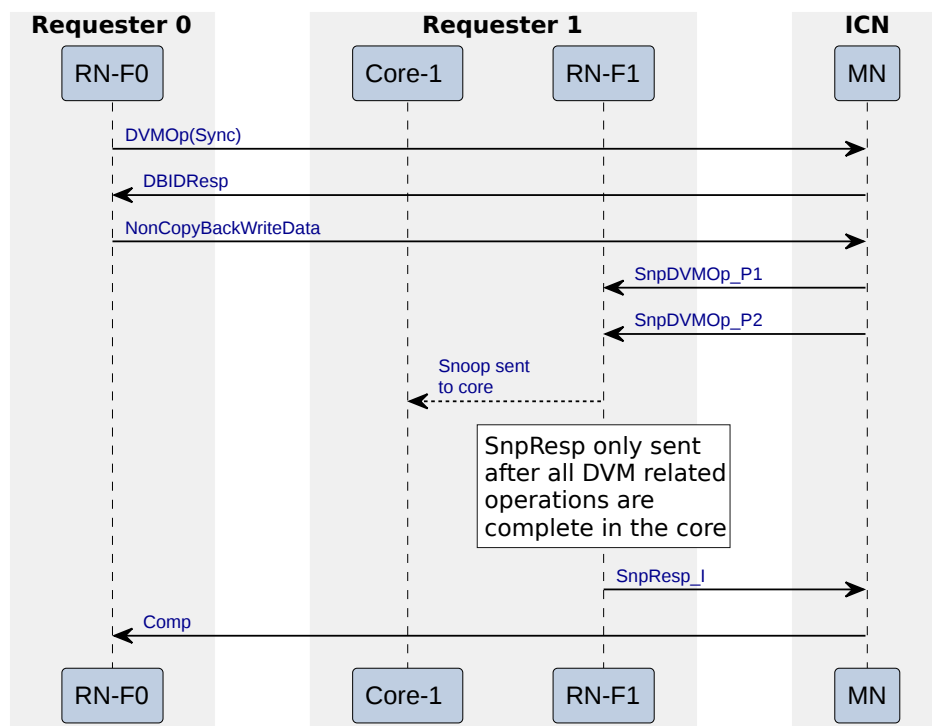 Requester 0
Requester 1
ICN
RN-F0
Core-1
RN-F1
MN
DVMOp(Sync)
DBIDResp
NonCopyBackWriteData
SnpDVMOp_P1
SnpDVMOp_P2
Snoop sent
to core
SnpResp only sent
after all DVM related
operations are
complete in the core
SnpResp_I
Comp
RN-F0
Core-1
RN-F1
MN